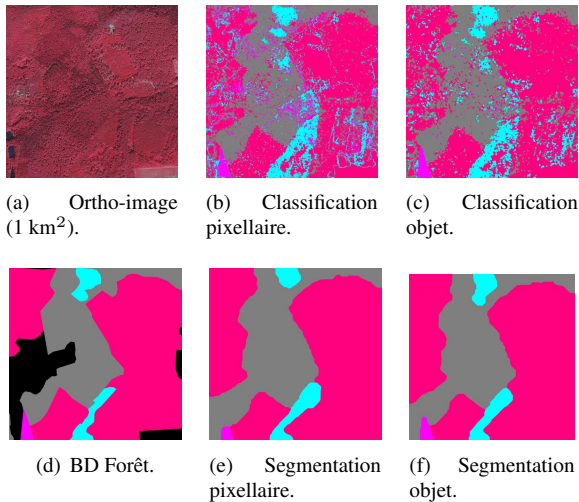 (a) Ortho-image
(1 km²).
(b) Classification
pixellaire.
(c) Classification
objet.
(d) BD Forêt.
(e) Segmentation
pixellaire.
(f) Segmentation
objet.